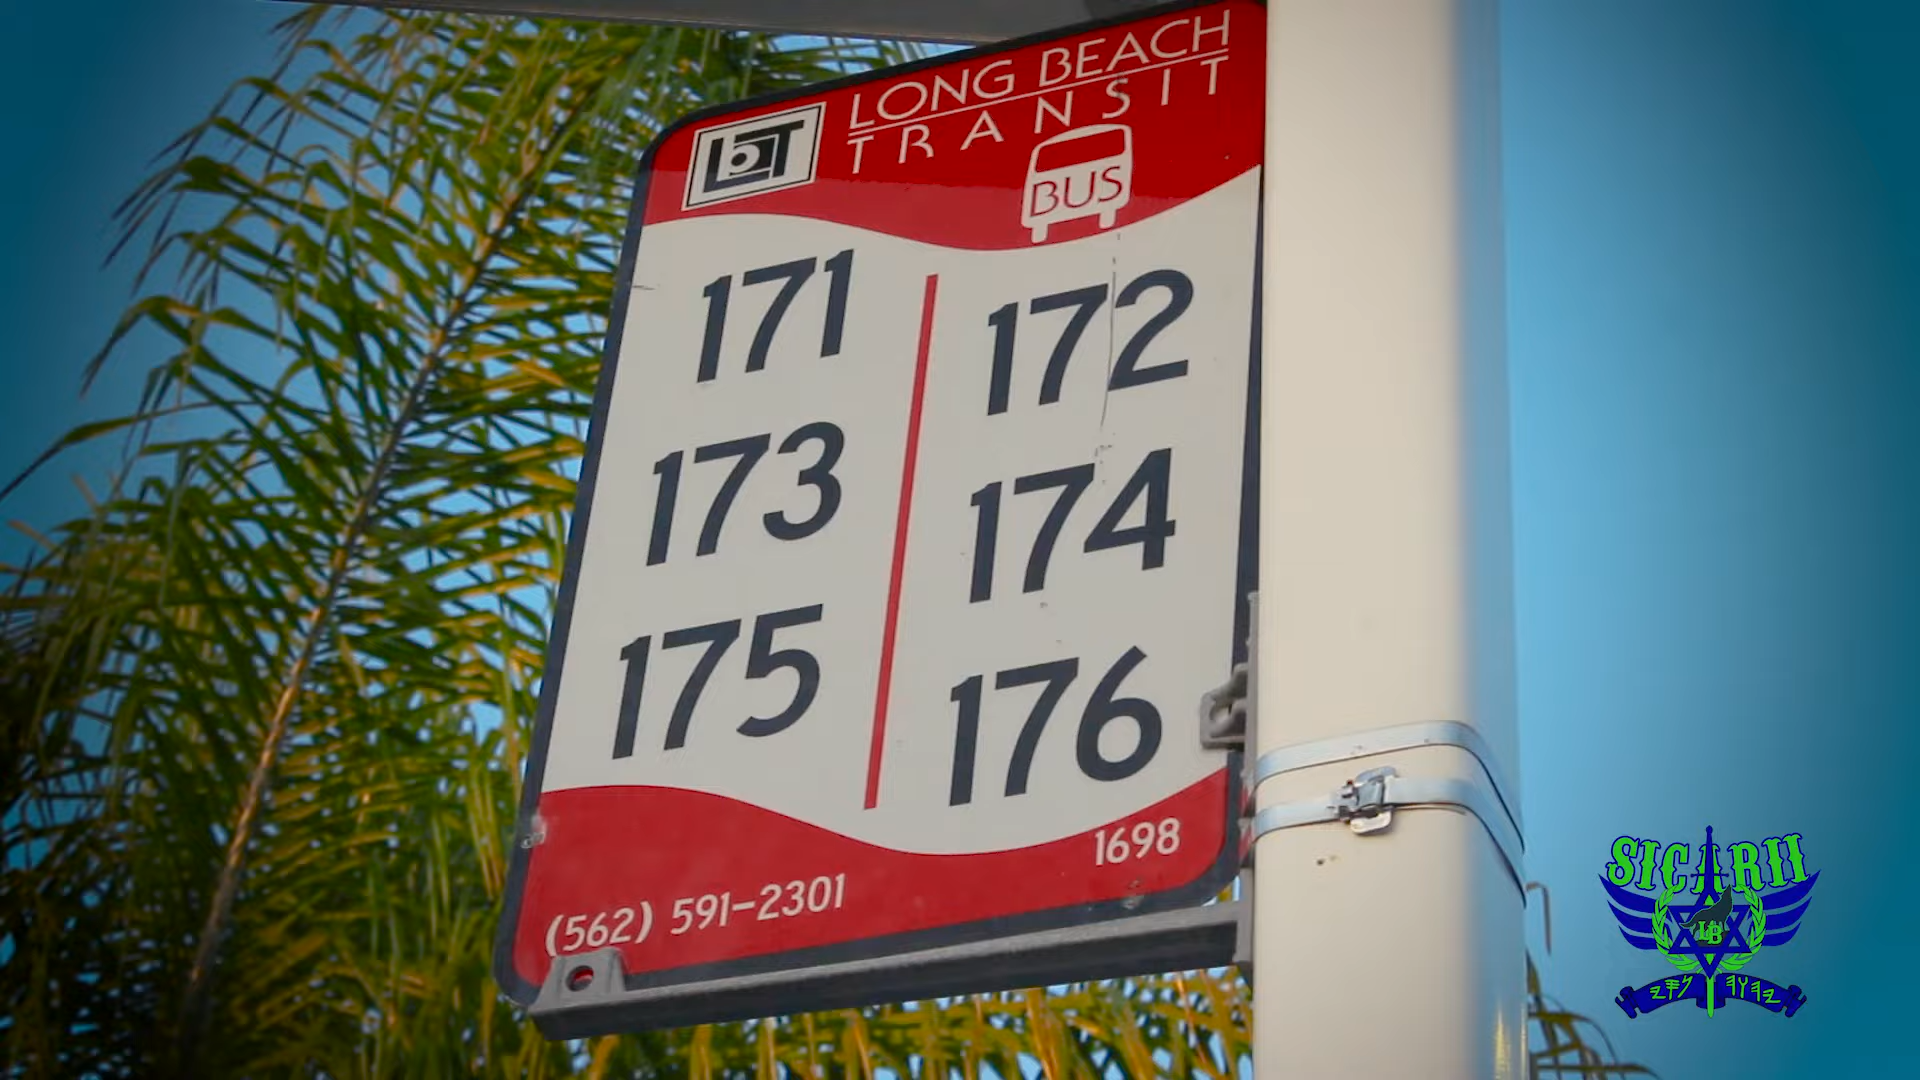 LONG BEACH
TRANSIT
LBT
BUS
171 172
173 174
175 176
1698
(562) 591-2301
SICARII
LB